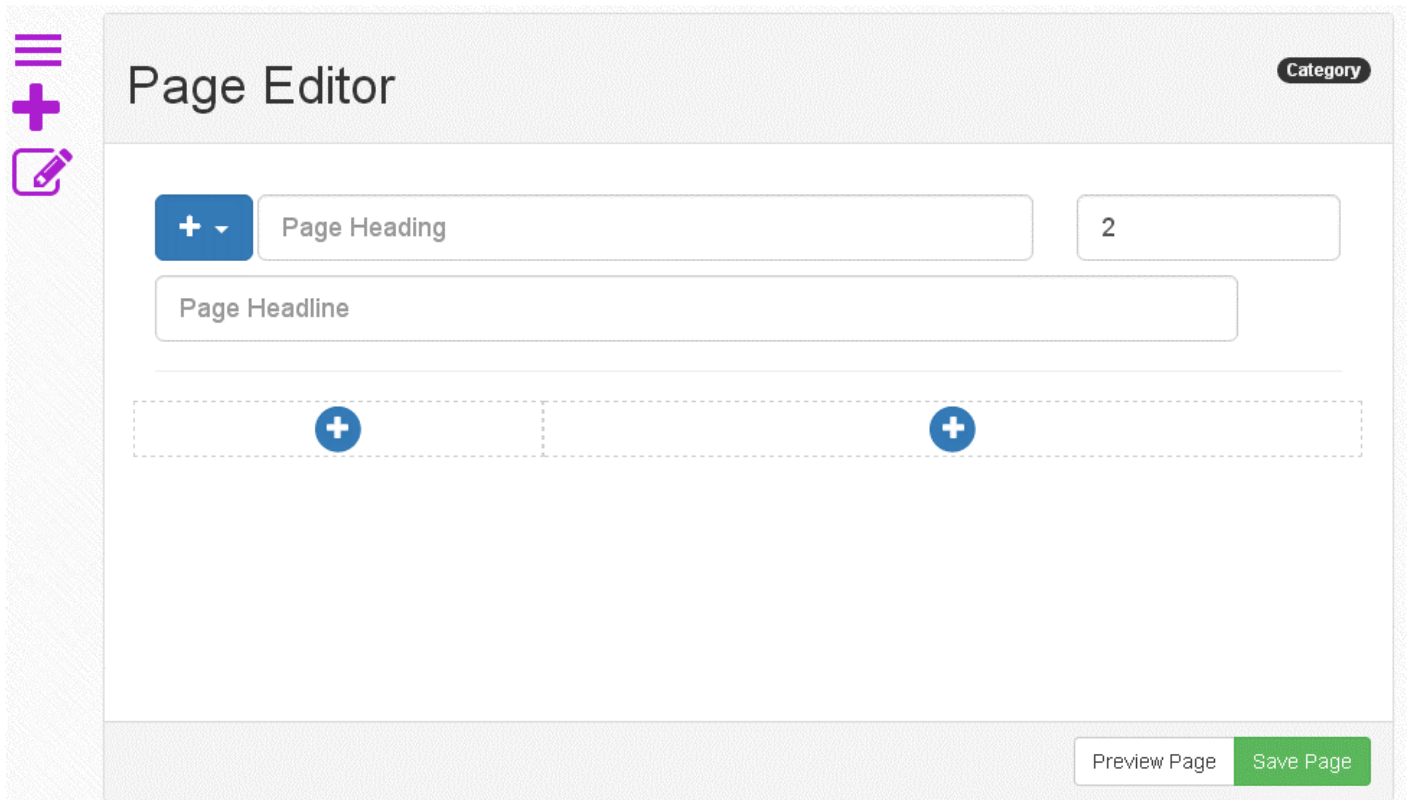 Page Editor
Category
Page Heading
2
Page Headline
Preview Page
Save Page